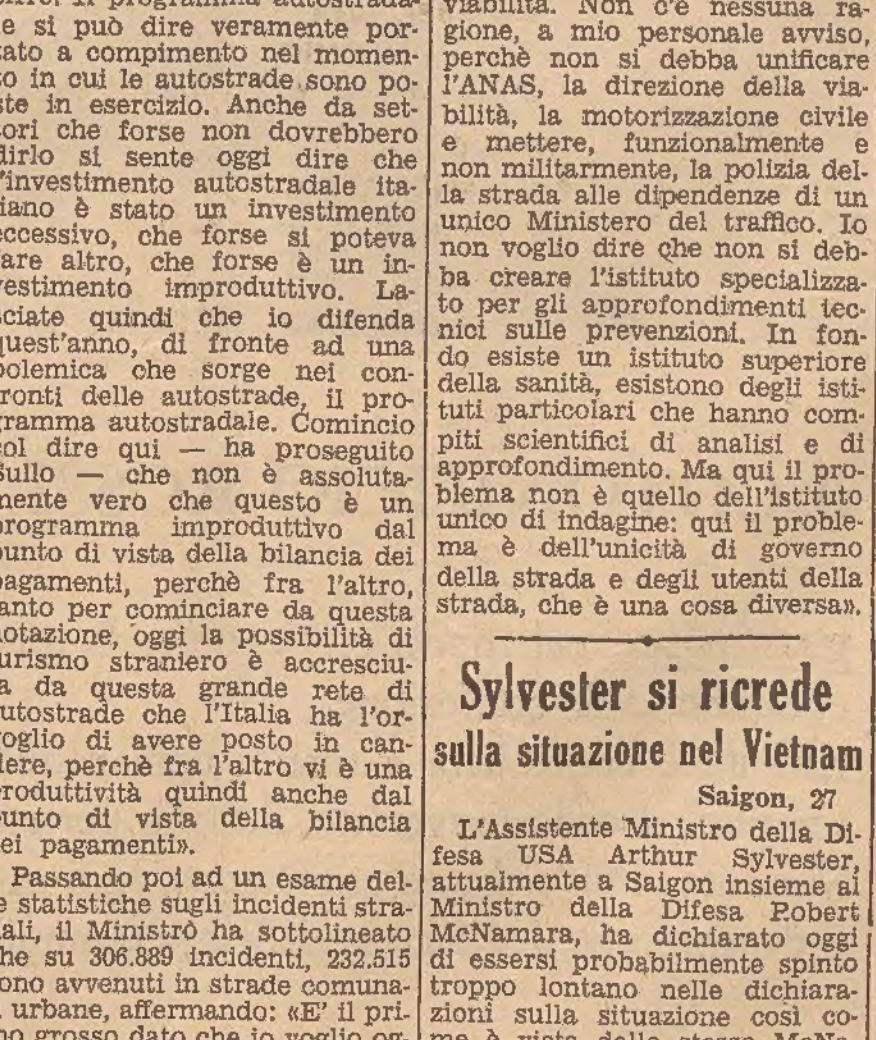 e si può dire veramente por-
tato a compimento nel momen-
to in cui le autostrade sono po-
ste in esercizio. Anche da set-
tori che forse non dovrebbero
dirlo si sente oggi dire che
l'investimento autostradale ita-
liano è stato un investimento
eccessivo, che forse si poteva
fare altro, che forse è un in-
vestimento improduttivo. La-
sciate quindi che io difenda
quest'anno, di fronte ad una
polemica che sorge nei con-
fronti delle autostrade, il pro-
gramma autostradale. Comincio
col dire qui — ha proseguito
Sullo — che non è assoluta-
mente vero che questo è un
programma improduttivo dal
punto di vista della bilancia dei
pagamenti, perchè fra l'altro,
tanto per cominciare da questa
notazione, oggi la possibilità di
turismo straniero è accresciu-
ta da questa grande rete di
autostrade che l'Italia ha l'or-
goglio di avere posto in can-
tiere, perchè fra l'altro vi è una
produttività quindi anche dal
punto di vista della bilancia
dei pagamenti».
Passando poi ad un esame del-
le statistiche sugli incidenti stra-
dali, il Ministro ha sottolineato
che su 306.889 incidenti, 232.515
sono avvenuti in strade comuna-
li urbane, affermando: «E' il pri-
mo grosso dato che io voglio og-
viabilità. Non c'è nessuna ra-
gione, a mio personale avviso,
perchè non si debba unificare
l'ANAS, la direzione della via-
bilità, la motorizzazione civile
e mettere, funzionalmente e
non militarmente, la polizia del-
la strada alle dipendenze di un
unico Ministero del traffico. Io
non voglio dire che non si deb-
ba creare l'istituto specializza-
to per gli approfondimenti tec-
nici sulle prevenzioni. In fon-
do esiste un istituto superiore
della sanità, esistono degli isti-
tuti particolari che hanno com-
piti scientifici di analisi e di
approfondimento. Ma qui il pro-
blema non è quello dell'istituto
unico di indagine: qui il proble-
ma è dell'unicità di governo
della strada e degli utenti della
strada, che è una cosa diversa».
Sylvester si ricrede
sulla situazione nel Vietnam
Saigon, 27
L'Assistente Ministro della Di-
fesa USA Arthur Sylvester,
attualmente a Saigon insieme al
Ministro della Difesa Robert
McNamara, ha dichiarato oggi
di essersi probabilmente spinto
troppo lontano nelle dichiara-
zioni sulla situazione così co-
me è vista dallo stesso McNa-